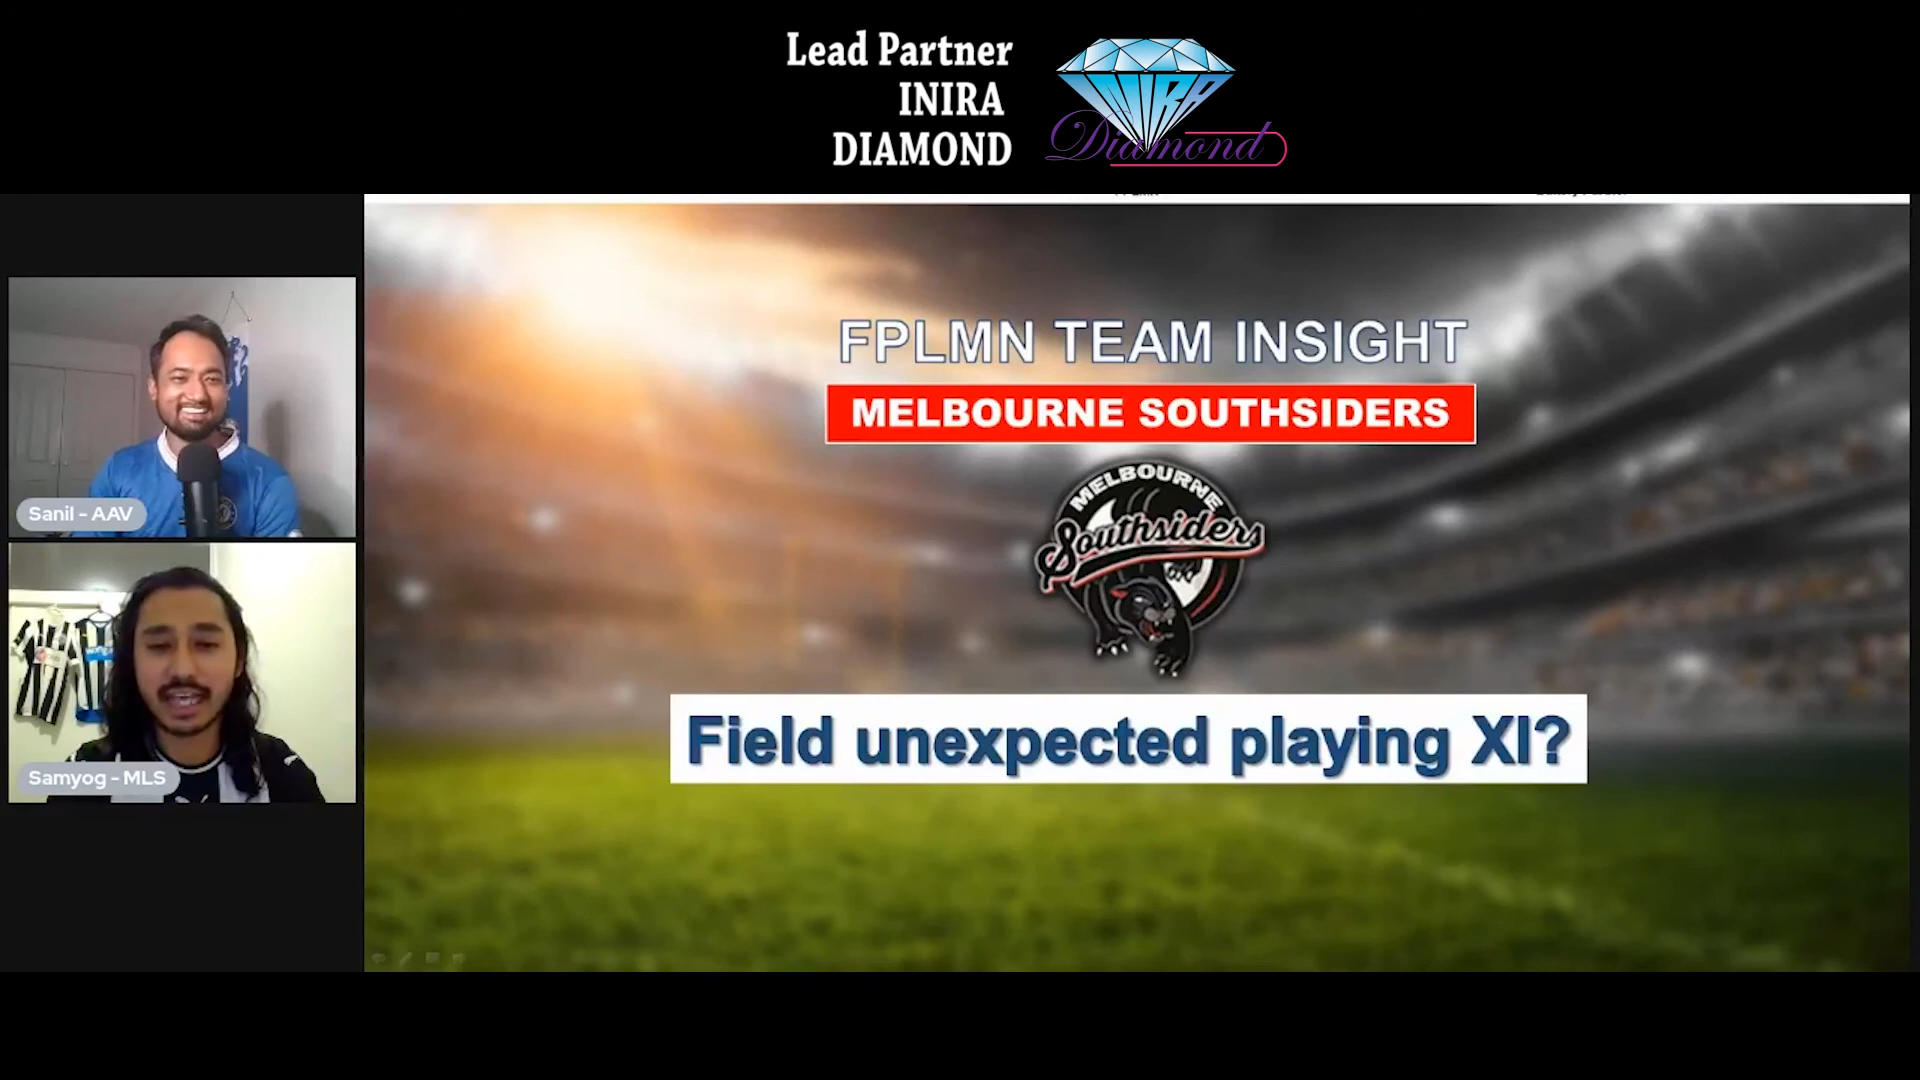 Lead Partner
INIRA
DIAMOND
INIRA
Diamond
FPLMN TEAM INSIGHT
MELBOURNE SOUTHSIDERS
MELBOURNE
Southsiders
Field unexpected playing XI?
Sanil - AAV
Samyog - MLS